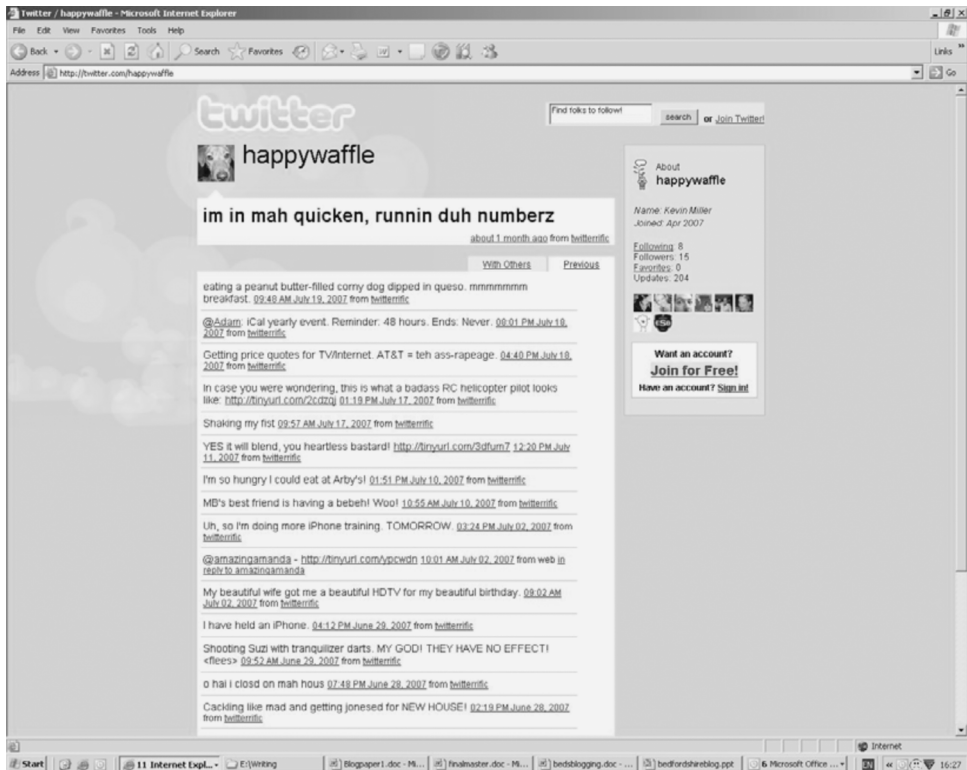 Twitter / happywaffle - Microsoft Internet Explorer
File Edit View Favorites Tools Help
Back Search Favorites Links
Address http://twitter.com/happywaffle Go
twitter
Find folks to follow! search or Join Twitter!
happywaffle
im in mah quicken, runnin duh numberz
about 1 month ago from twitterrific
With Others Previous
eating a peanut butter-filled corny dog dipped in queso. mmmmmmm
breakfast. 09:48 AM July 19, 2007 from twitterrific
@Adam: iCal yearly event. Reminder: 48 hours. Ends: Never. 08:01 PM July 18,
2007 from twitterrific
Getting price quotes for TV/Internet. AT&T = teh ass-rapeage. 04:40 PM July 18,
2007 from twitterrific
In case you were wondering, this is what a badass RC helicopter pilot looks
like: http://tinyurl.com/2cdzqj 01:19 PM July 17, 2007 from twitterrific
Shaking my fist 09:57 AM July 17, 2007 from twitterrific
YES it will blend, you heartless bastard! http://tinyurl.com/3dfum7 12:20 PM July
11, 2007 from twitterrific
I'm so hungry I could eat at Arby's! 01:51 PM July 10, 2007 from twitterrific
MB's best friend is having a bebeh! Woo! 10:55 AM July 10, 2007 from twitterrific
Uh, so I'm doing more iPhone training. TOMORROW. 03:24 PM July 02, 2007 from
twitterrific
@amazingamanda - http://tinyurl.com/ypcwdn 10:01 AM July 02, 2007 from web in
reply to amazingamanda
My beautiful wife got me a beautiful HDTV for my beautiful birthday. 09:02 AM
July 02, 2007 from twitterrific
I have held an iPhone. 04:12 PM June 29, 2007 from twitterrific
Shooting Suzi with tranquilizer darts. MY GOD! THEY HAVE NO EFFECT!
<flees> 09:52 AM June 29, 2007 from twitterrific
o hai i closd on mah hous 07:48 PM June 28, 2007 from twitterrific
Cackling like mad and getting jonesed for NEW HOUSE! 02:19 PM June 28, 2007
from twitterrific
About
happywaffle
Name: Kevin Miller
Joined: Apr 2007
Following: 8
Followers: 15
Favorites: 0
Updates: 204
Want an account?
Join for Free!
Have an account? Sign in!
Internet
Start 11 Internet Expl... E:\Writing Blogpaper1.doc - M... finalmaster.doc - M... bedsblogging.doc - ... bedfordshireblog.ppt 6 Microsoft Office ... EN 16:27